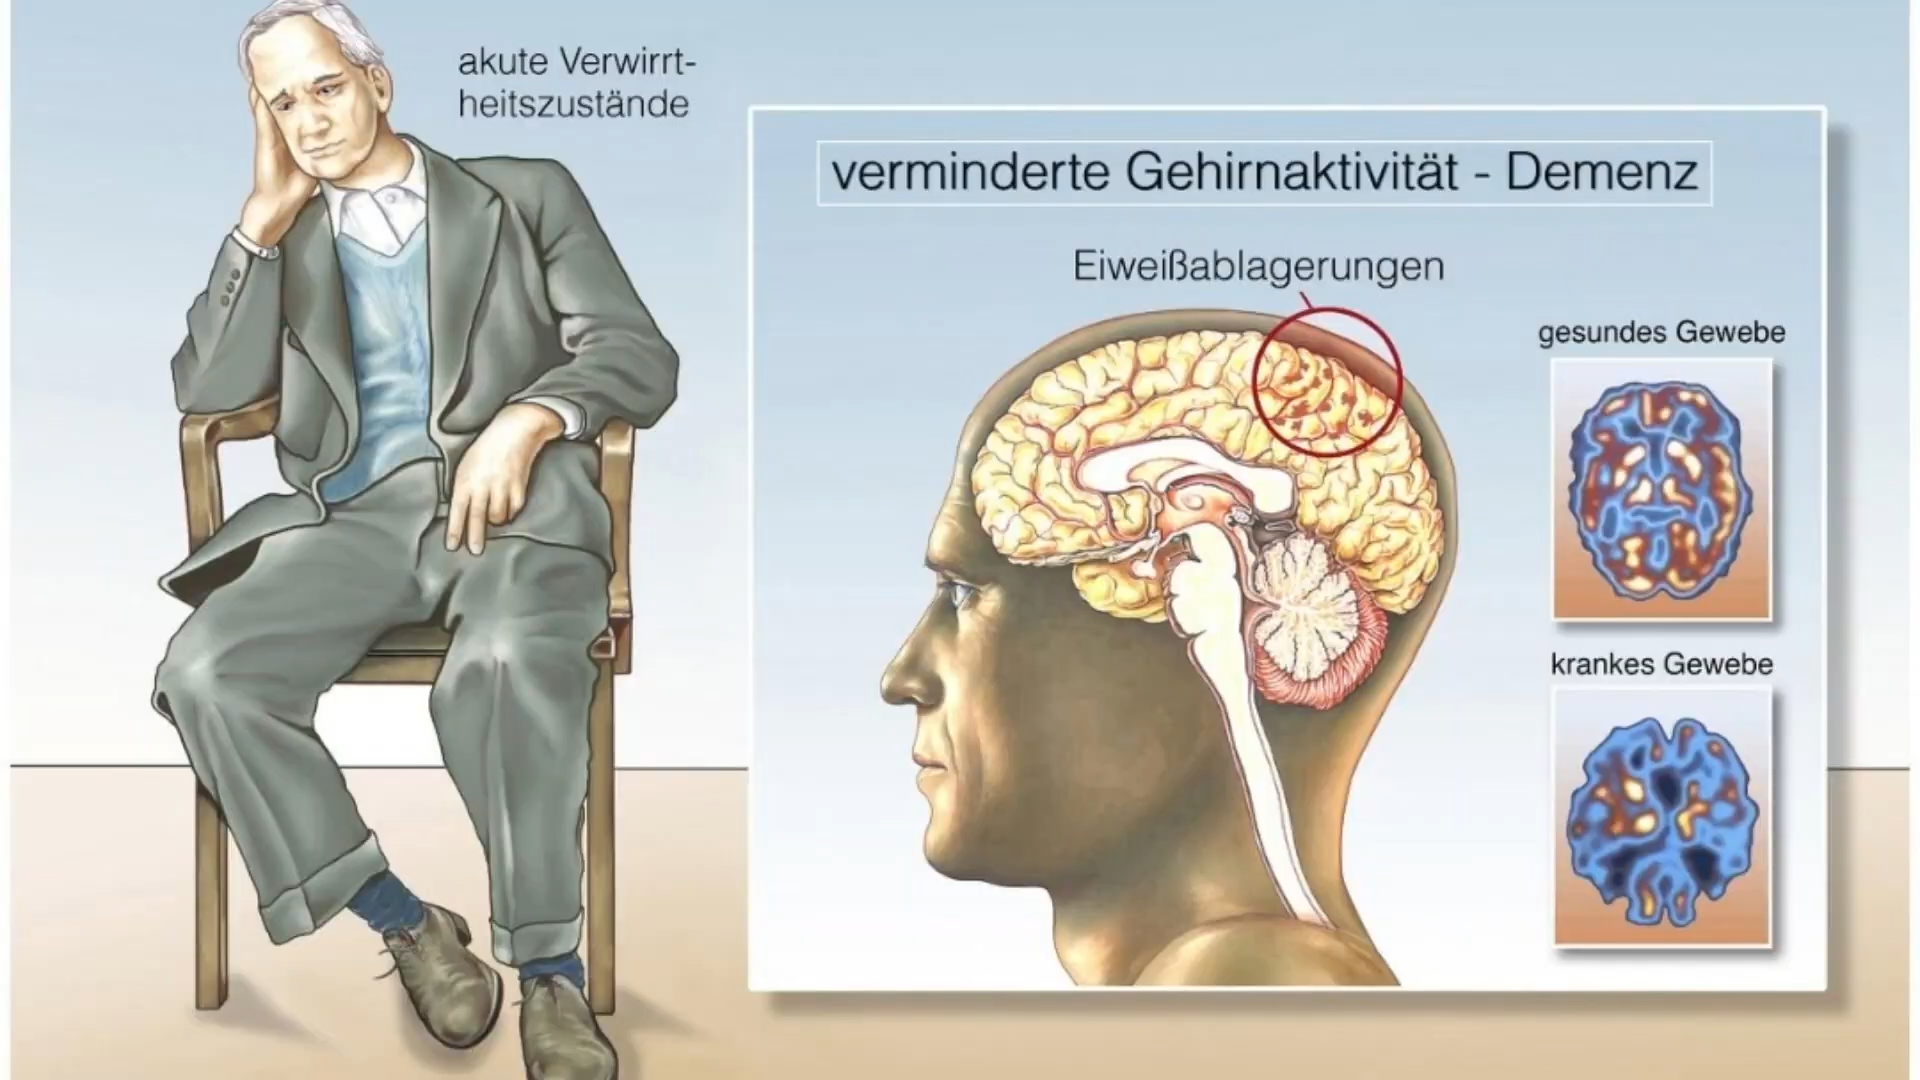 akute Verwirrt-
heitszustände
verminderte Gehirnaktivität - Demenz
Eiweißablagerungen
gesundes Gewebe
krankes Gewebe